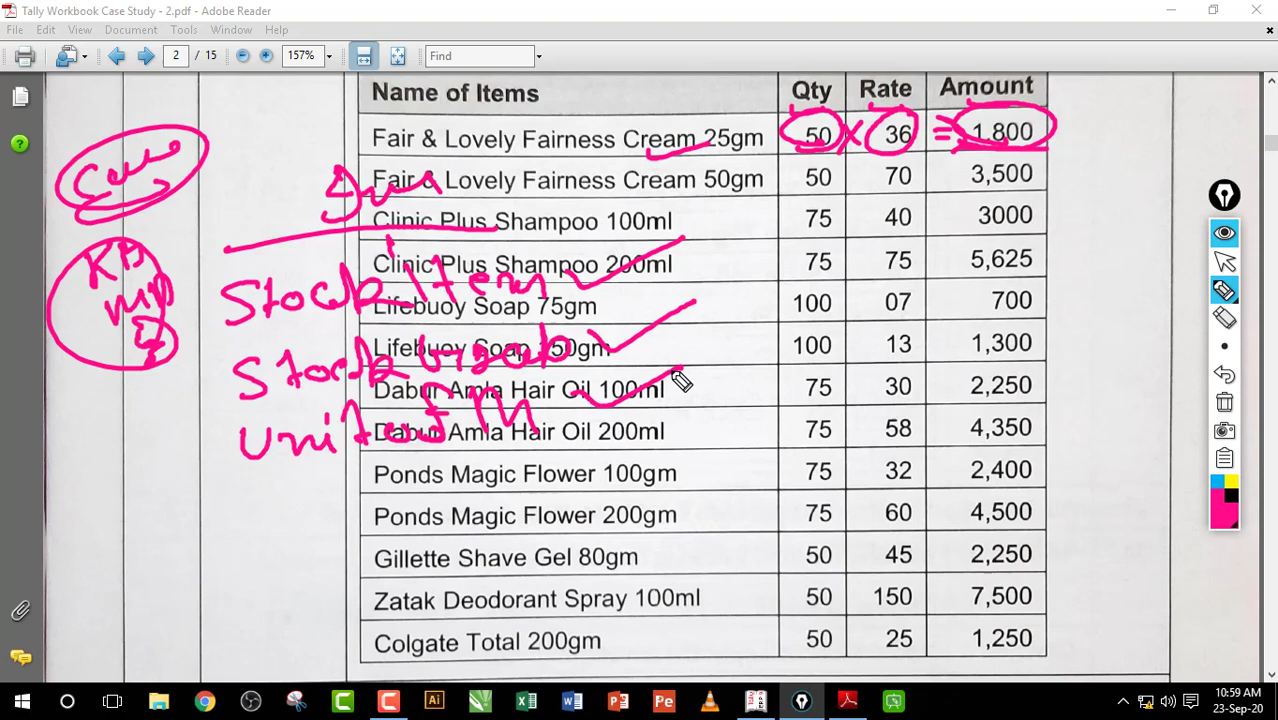 Tally Workbook Case Study - 2.pdf - Adobe Reader
File Edit View Document Tools Window Help
2 / 15 157% Find
Name of Items Qty Rate Amount
Fair & Lovely Fairness Cream 25gm 50 x 36 = 1,800
Fair & Lovely Fairness Cream 50gm 50 70 3,500
Clinic Plus Shampoo 100ml 75 40 3000
Clinic Plus Shampoo 200ml 75 75 5,625
Lifebuoy Soap 75gm 100 07 700
Lifebuoy Soap 150gm 100 13 1,300
Dabur Amla Hair Oil 100ml 75 30 2,250
Dabur Amla Hair Oil 200ml 75 58 4,350
Ponds Magic Flower 100gm 75 32 2,400
Ponds Magic Flower 200gm 75 60 4,500
Gillette Shave Gel 80gm 50 45 2,250
Zatak Deodorant Spray 100ml 50 150 7,500
Colgate Total 200gm 50 25 1,250
Stock Item
Stock
unit of M
10:59 AM
23-Sep-20